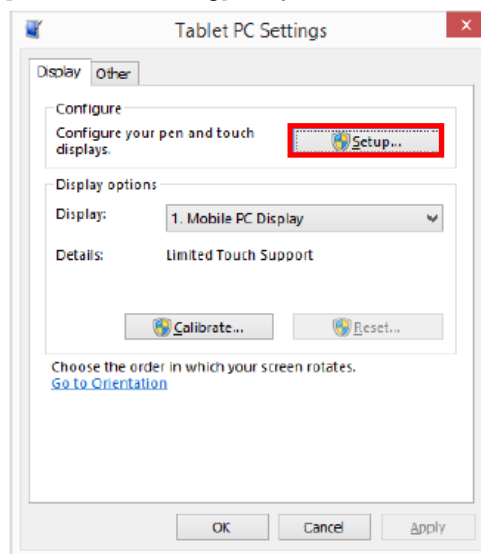 Tablet PC Settings
x
Display Other
Configure
Configure your pen and touch
displays.
Setup...
Display options
Display: 1. Mobile PC Display
Details: Limited Touch Support
Calibrate... Reset...
Choose the order in which your screen rotates.
Go to Orientation
OK Cancel Apply